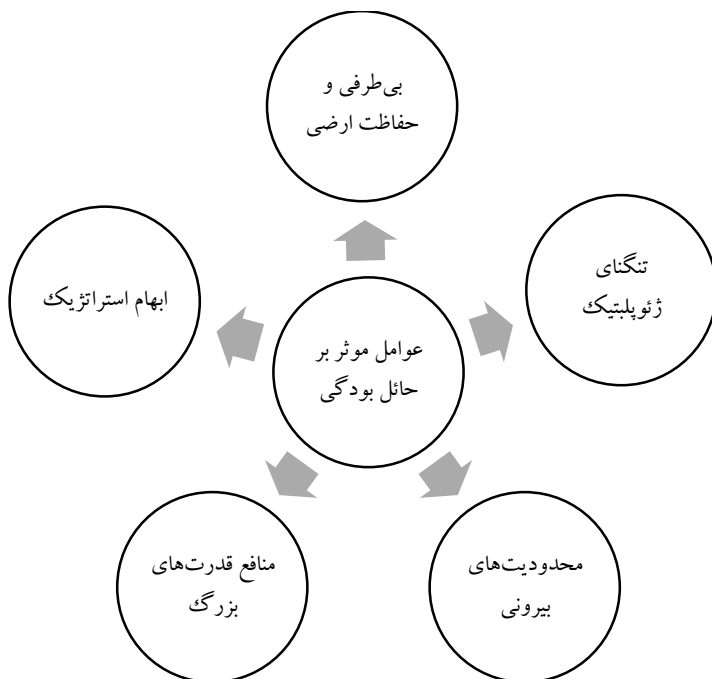 بی‌طرفی و
حفاظت ارضی
تنگنای
ژئوپلبتیک
ابهام استراتژیک
عوامل موثر بر
حائل بودگی
منافع قدرت‌های
بزرگ
محدودیت‌های
بیرونی